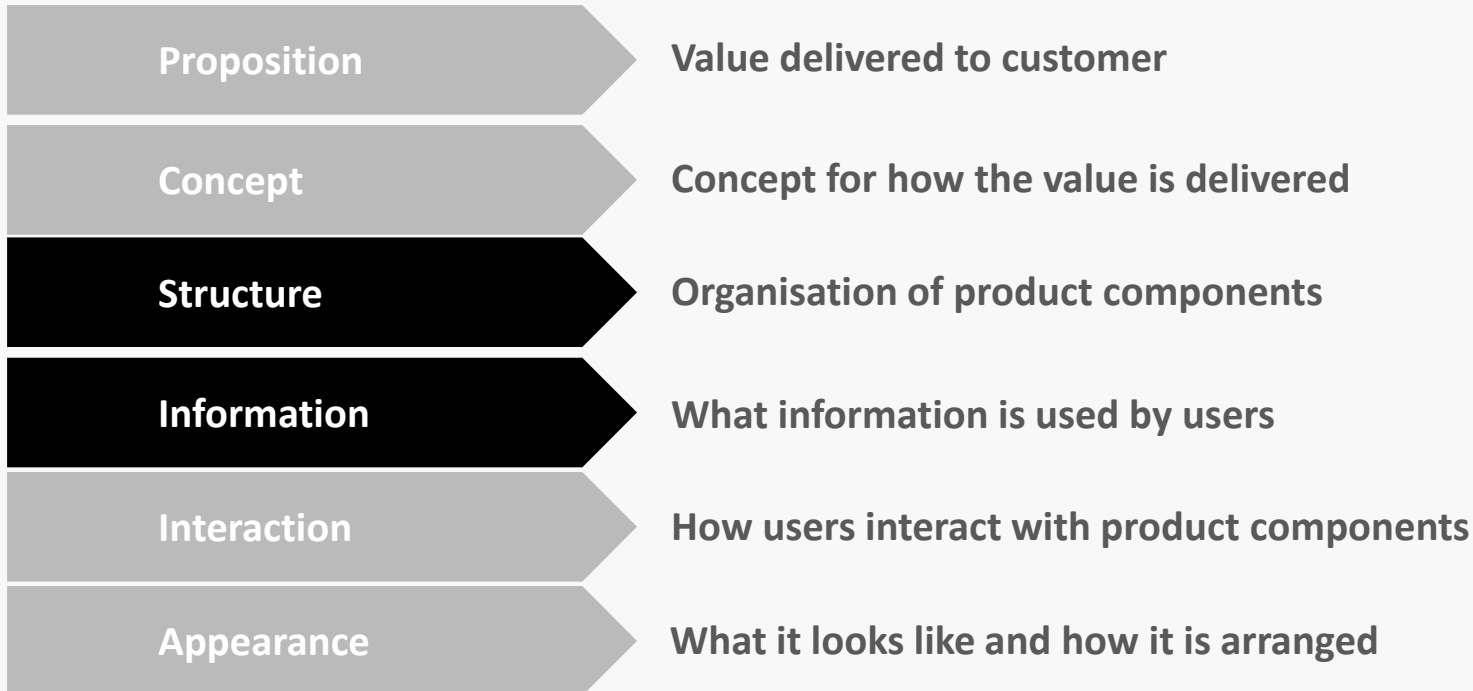 Proposition
Value delivered to customer
Concept
Concept for how the value is delivered
Structure
Organisation of product components
Information
What information is used by users
Interaction
How users interact with product components
Appearance
What it looks like and how it is arranged